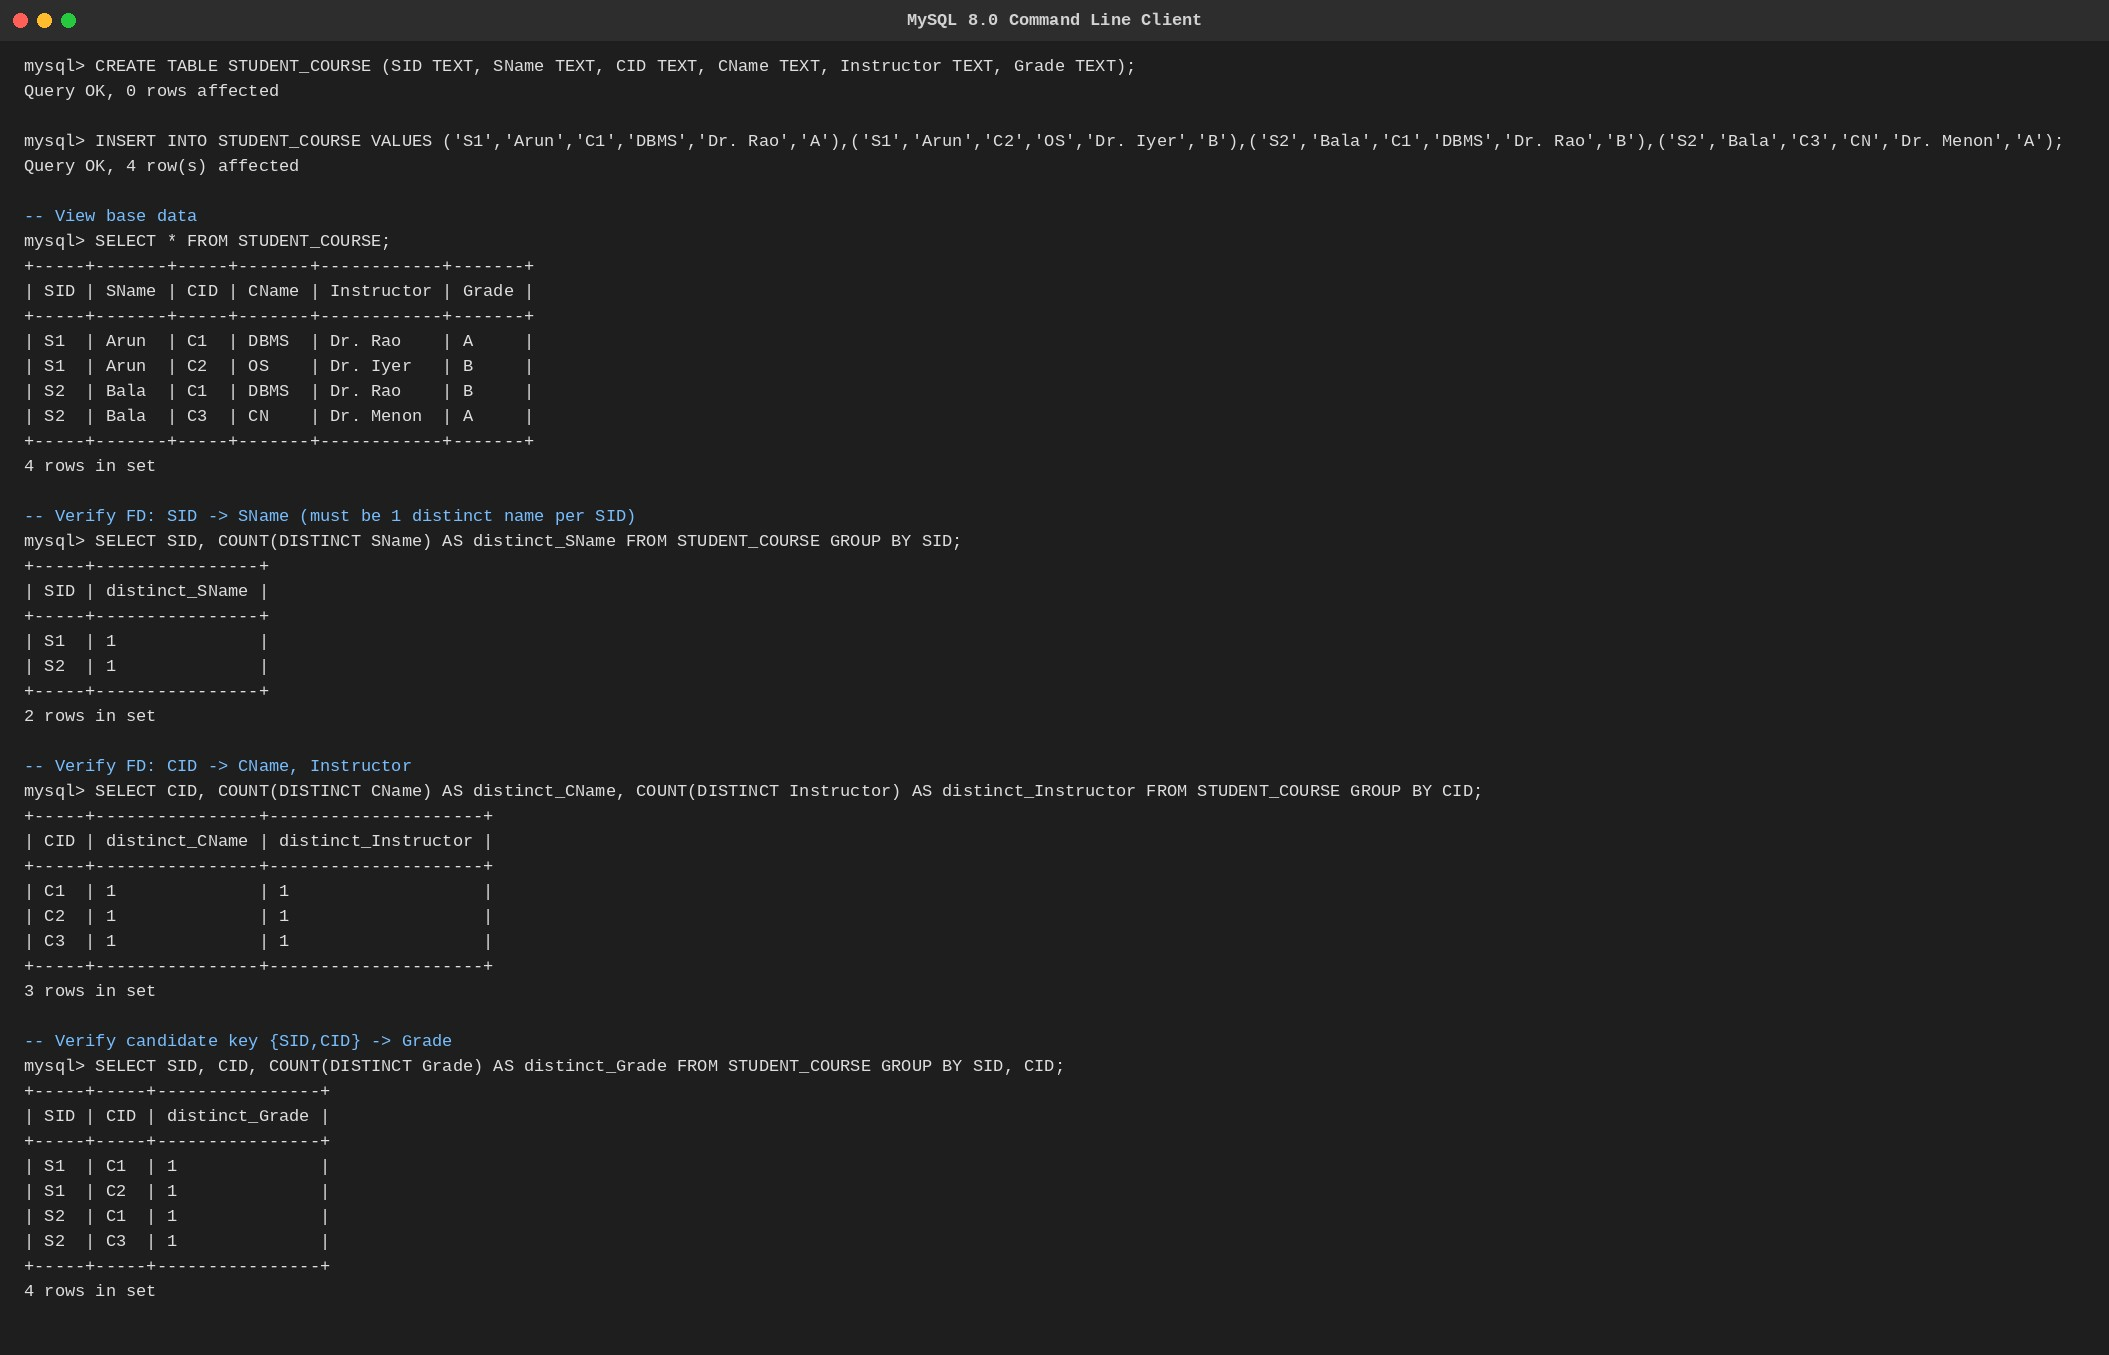 MySQL 8.0 Command Line Client
mysql> CREATE TABLE STUDENT_COURSE (SID TEXT, SName TEXT, CID TEXT, CName TEXT, Instructor TEXT, Grade TEXT);
Query OK, 0 rows affected
mysql> INSERT INTO STUDENT_COURSE VALUES ('S1','Arun','C1','DBMS','Dr. Rao','A'),('S1','Arun','C2','OS','Dr. Iyer','B'),('S2','Bala','C1','DBMS','Dr. Rao','B'),('S2','Bala','C3','CN','Dr. Menon','A');
Query OK, 4 row(s) affected
-- View base data
mysql> SELECT * FROM STUDENT_COURSE;
+-----+-------+-----+-------+------------+-------+
| SID | SName | CID | CName | Instructor | Grade |
+-----+-------+-----+-------+------------+-------+
| S1  | Arun  | C1  | DBMS  | Dr. Rao    | A     |
| S1  | Arun  | C2  | OS    | Dr. Iyer   | B     |
| S2  | Bala  | C1  | DBMS  | Dr. Rao    | B     |
| S2  | Bala  | C3  | CN    | Dr. Menon  | A     |
+-----+-------+-----+-------+------------+-------+
4 rows in set
-- Verify FD: SID -> SName (must be 1 distinct name per SID)
mysql> SELECT SID, COUNT(DISTINCT SName) AS distinct_SName FROM STUDENT_COURSE GROUP BY SID;
+-----+----------------+
| SID | distinct_SName |
+-----+----------------+
| S1  | 1              |
| S2  | 1              |
+-----+----------------+
2 rows in set
-- Verify FD: CID -> CName, Instructor
mysql> SELECT CID, COUNT(DISTINCT CName) AS distinct_CName, COUNT(DISTINCT Instructor) AS distinct_Instructor FROM STUDENT_COURSE GROUP BY CID;
+-----+----------------+---------------------+
| CID | distinct_CName | distinct_Instructor |
+-----+----------------+---------------------+
| C1  | 1              | 1                   |
| C2  | 1              | 1                   |
| C3  | 1              | 1                   |
+-----+----------------+---------------------+
3 rows in set
-- Verify candidate key {SID,CID} -> Grade
mysql> SELECT SID, CID, COUNT(DISTINCT Grade) AS distinct_Grade FROM STUDENT_COURSE GROUP BY SID, CID;
+-----+-----+----------------+
| SID | CID | distinct_Grade |
+-----+-----+----------------+
| S1  | C1  | 1              |
| S1  | C2  | 1              |
| S2  | C1  | 1              |
| S2  | C3  | 1              |
+-----+-----+----------------+
4 rows in set